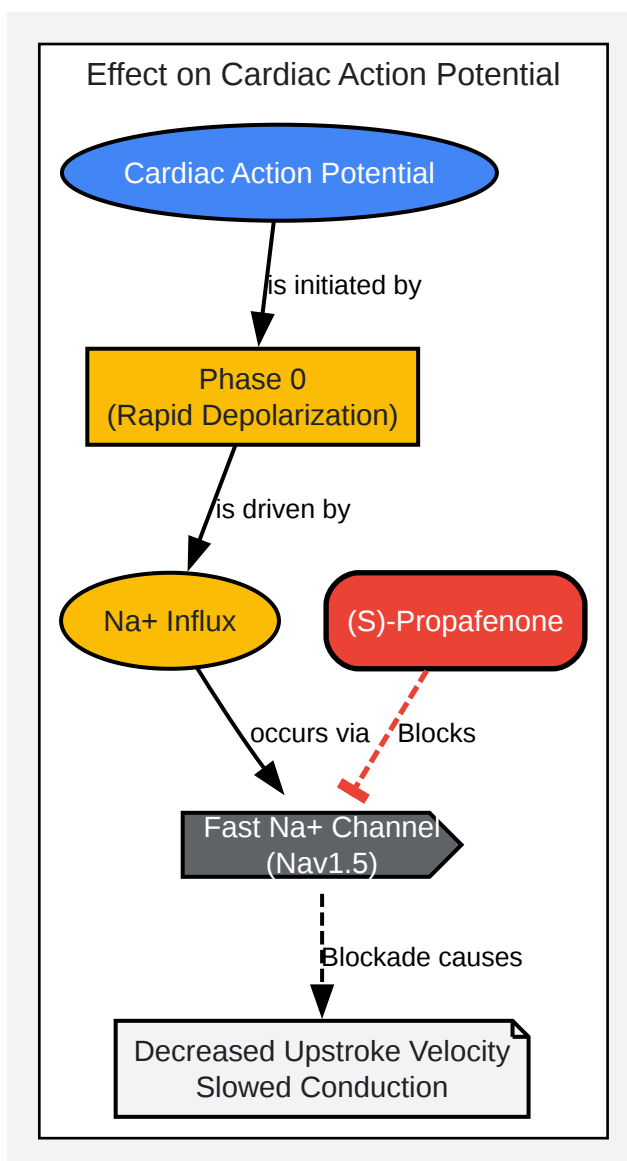 Effect on Cardiac Action Potential
Cardiac Action Potential
is initiated by
Phase 0
(Rapid Depolarization)
is driven by
Na+ Influx
(S)-Propafenone
occurs via
Blocks
Fast Na+ Channel
(Nav1.5)
Blockade causes
Decreased Upstroke Velocity
Slowed Conduction